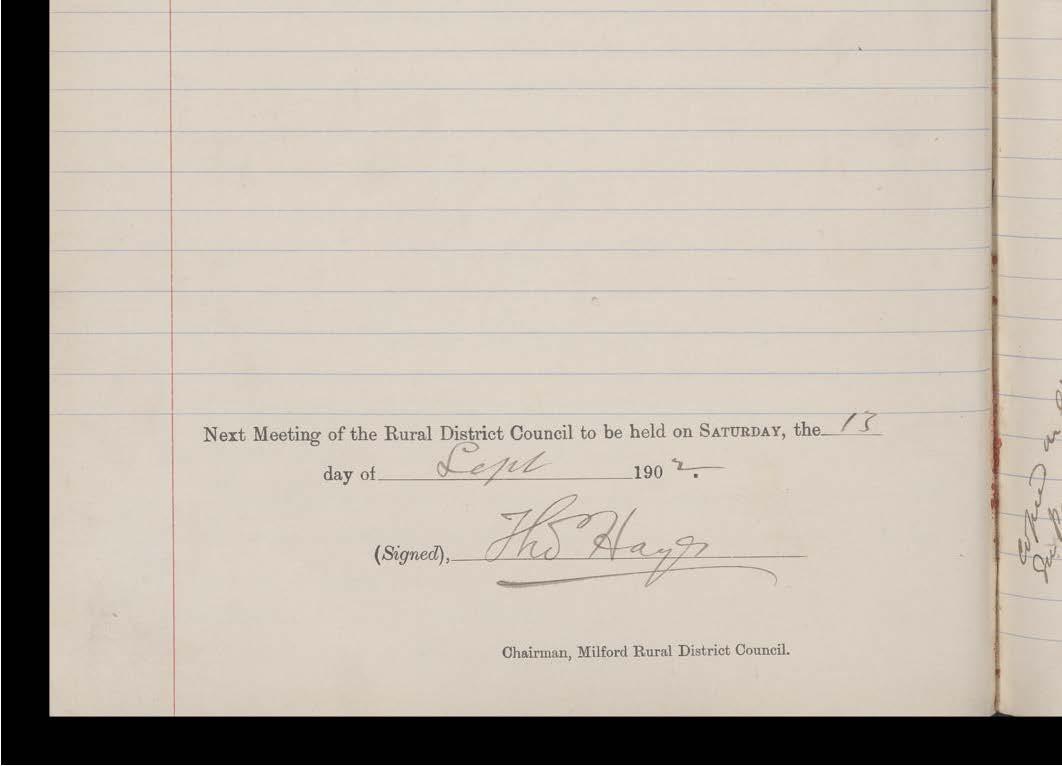 Next Meeting of the Rural District Council to be held on SATURDAY, the 13
day of Sept 1902.
(Signed), Thos Hayes
Chairman, Milford Rural District Council.